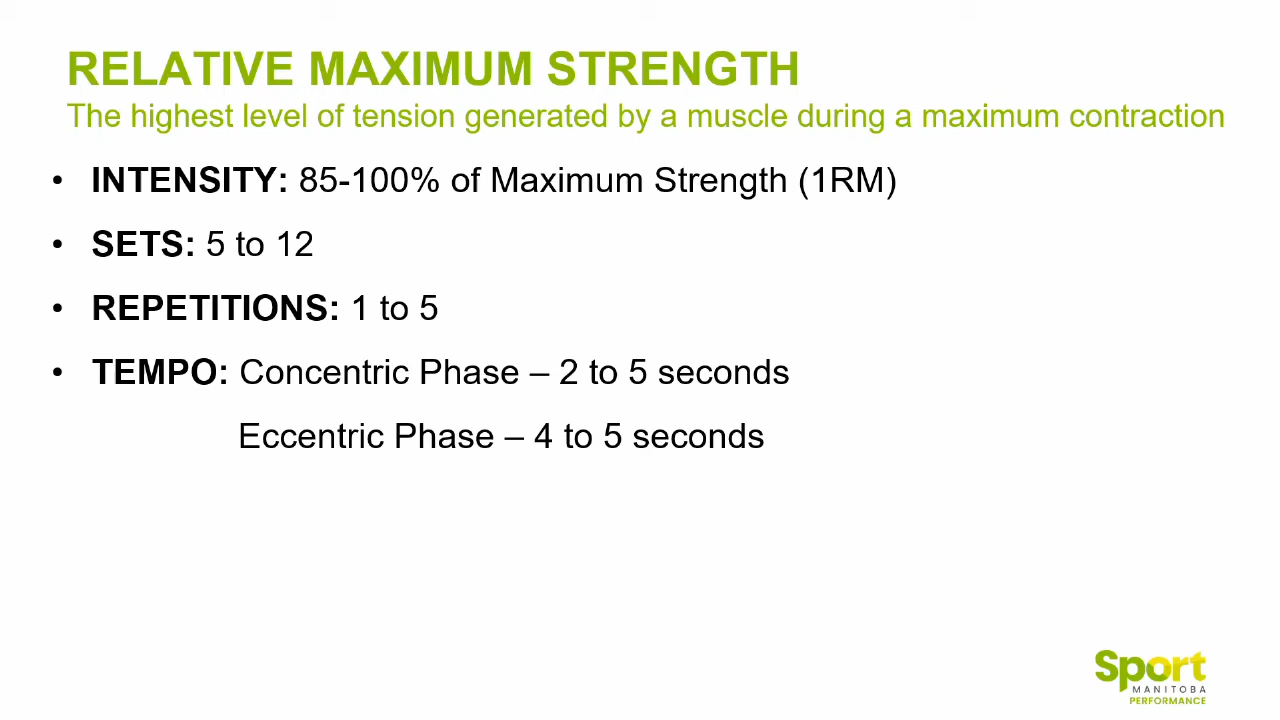 RELATIVE MAXIMUM STRENGTH
The highest level of tension generated by a muscle during a maximum contraction
• INTENSITY: 85-100% of Maximum Strength (1RM)
• SETS: 5 to 12
• REPETITIONS: 1 to 5
• TEMPO: Concentric Phase – 2 to 5 seconds
Eccentric Phase – 4 to 5 seconds
Sport
MANITOBA
PERFORMANCE